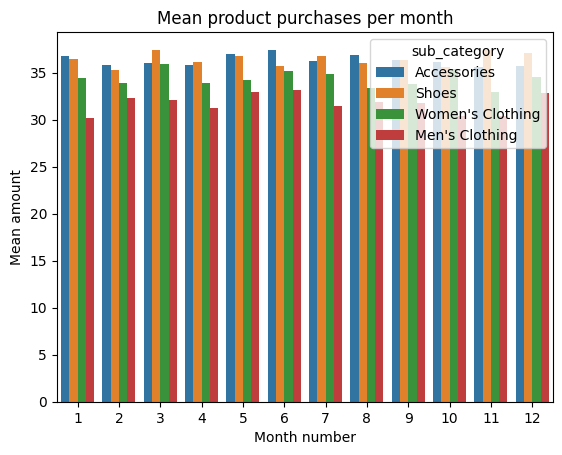 Mean product purchases per month
sub_category
Accessories
Shoes
Women's Clothing
Men's Clothing
Mean amount
35
30
25
20
15
10
5
0
1 2 3 4 5 6 7 8 9 10 11 12
Month number